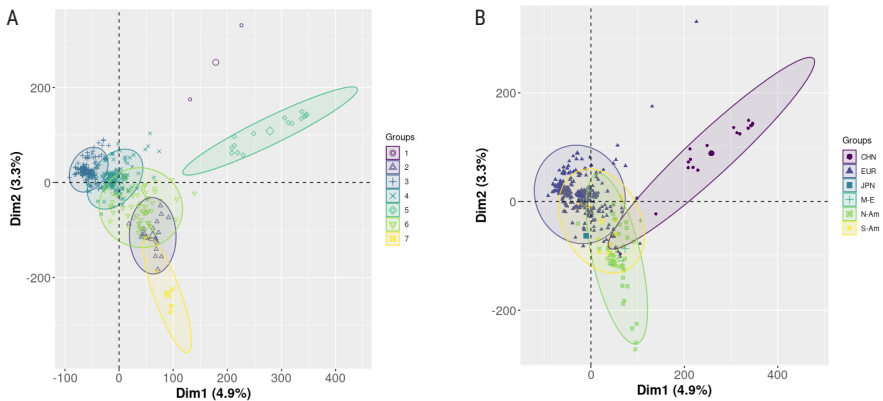 A
Dim2 (3.3%)
200
0
-200
-100
0
100
200
300
400
Dim1 (4.9%)
Groups
1
2
3
4
5
6
7
B
Dim2 (3.3%)
200
0
-200
0
200
400
Dim1 (4.9%)
Groups
CHN
EUR
JPN
M-E
N-Am
S-Am